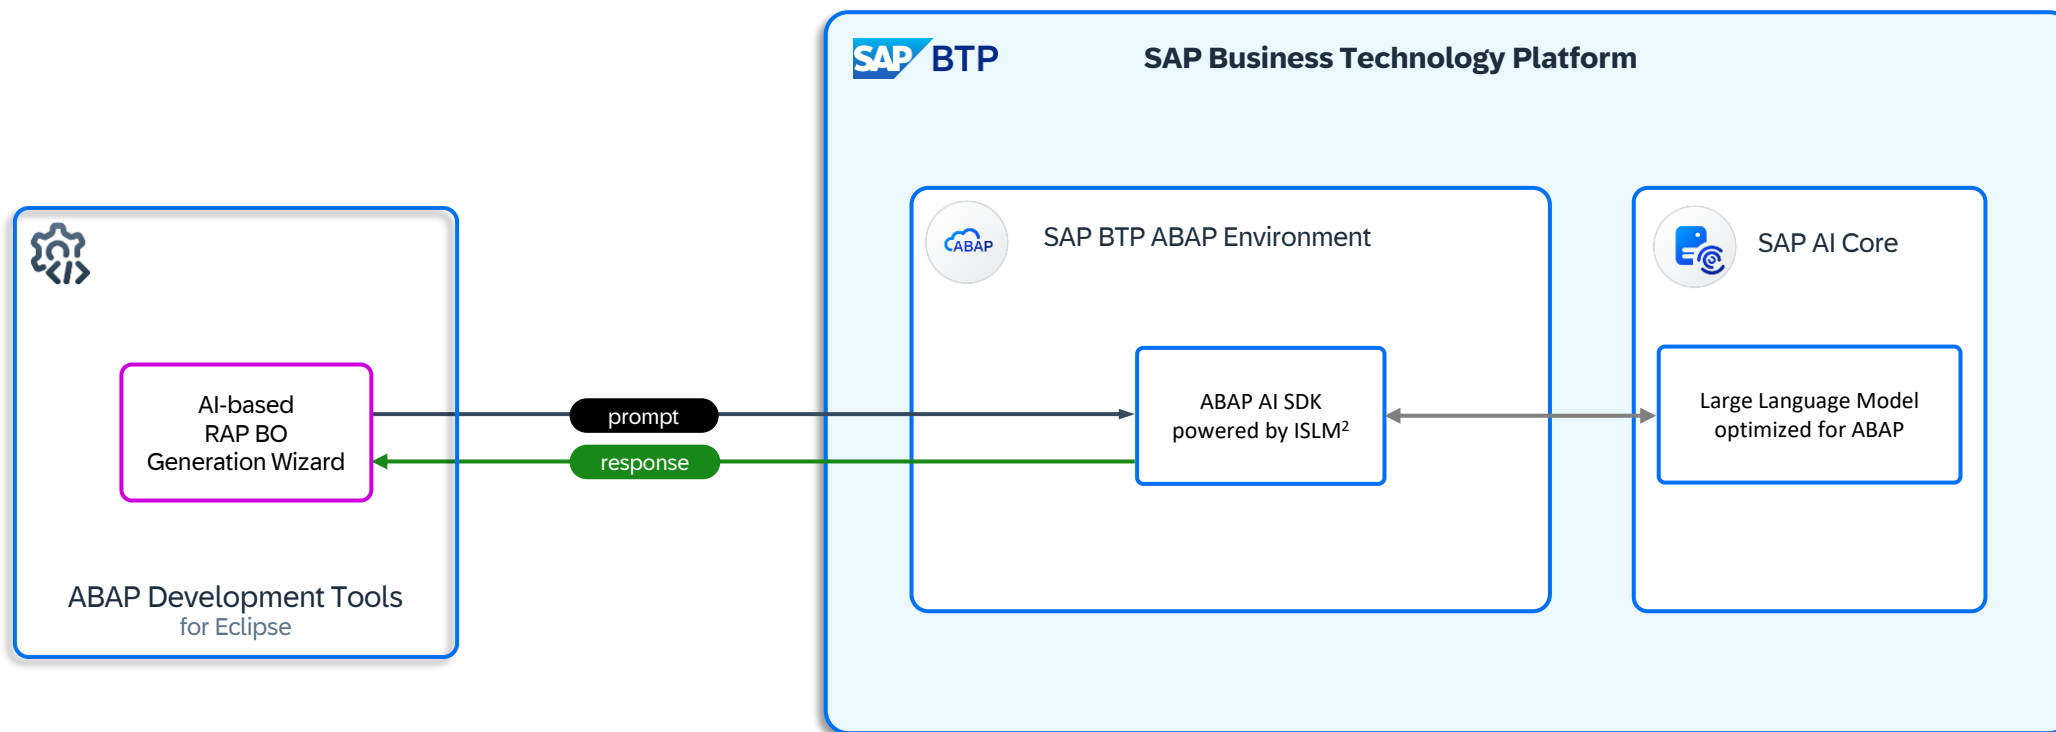 SAP BTP
SAP Business Technology Platform
ABAP
SAP BTP ABAP Environment
SAP AI Core
AI-based
RAP BO
Generation Wizard
prompt
response
ABAP AI SDK
powered by ISLM²
Large Language Model
optimized for ABAP
ABAP Development Tools
for Eclipse